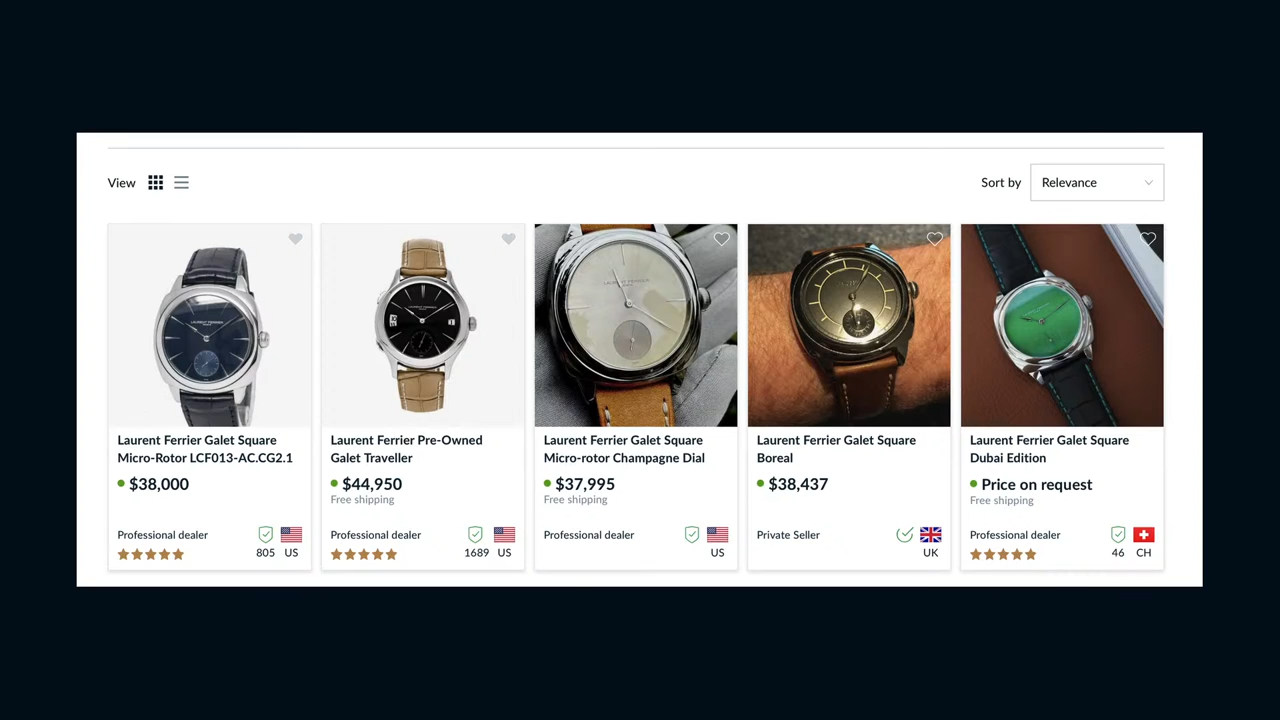 View
Sort by
Relevance
Laurent Ferrier Galet Square
Micro-Rotor LCF013-AC.CG2.1
$38,000
Professional dealer
805 US
Laurent Ferrier Pre-Owned
Galet Traveller
$44,950
Free shipping
Professional dealer
1689 US
LAURENT FERRIER
Laurent Ferrier Galet Square
Micro-rotor Champagne Dial
$37,995
Free shipping
Professional dealer
US
Laurent Ferrier Galet Square
Boreal
$38,437
Private Seller
UK
Laurent Ferrier Galet Square
Dubai Edition
Price on request
Free shipping
Professional dealer
46 CH